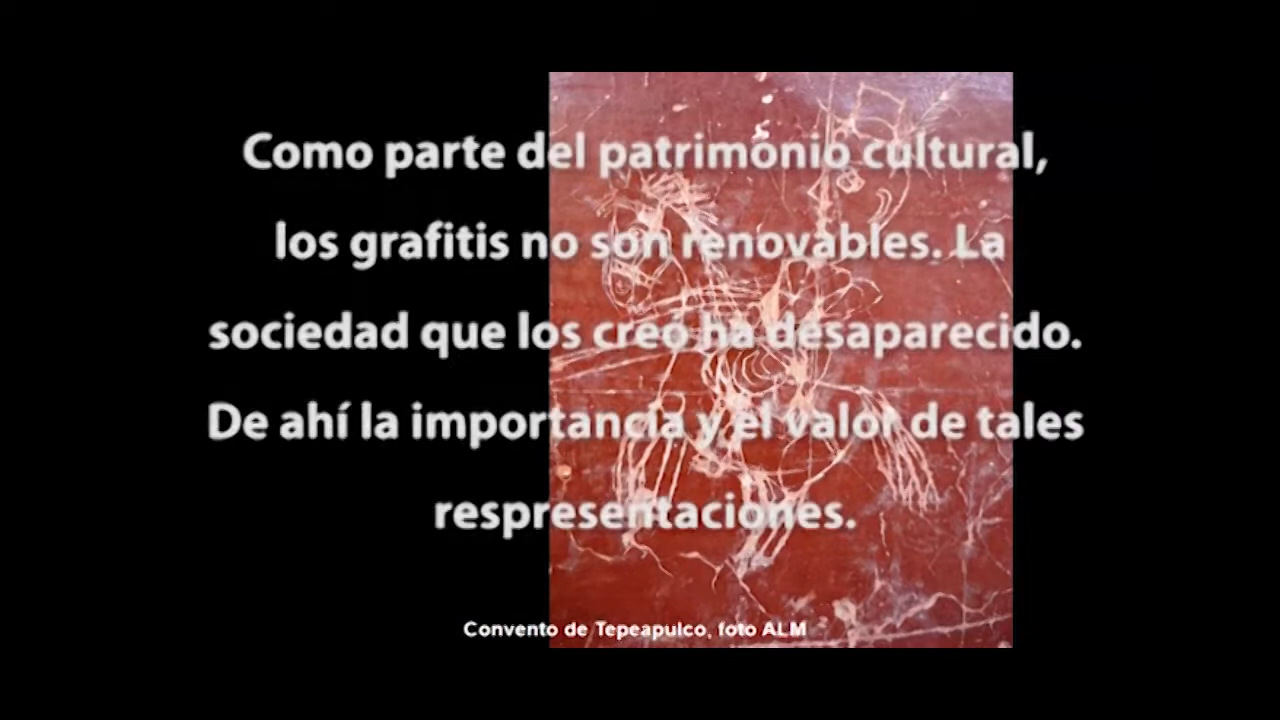 Como parte del patrimonio cultural,
los grafitis no son renovables. La
sociedad que los creó ha desaparecido.
De ahí la importancia y el valor de tales
respresentaciones.
Convento de Tepeapulco, foto ALM